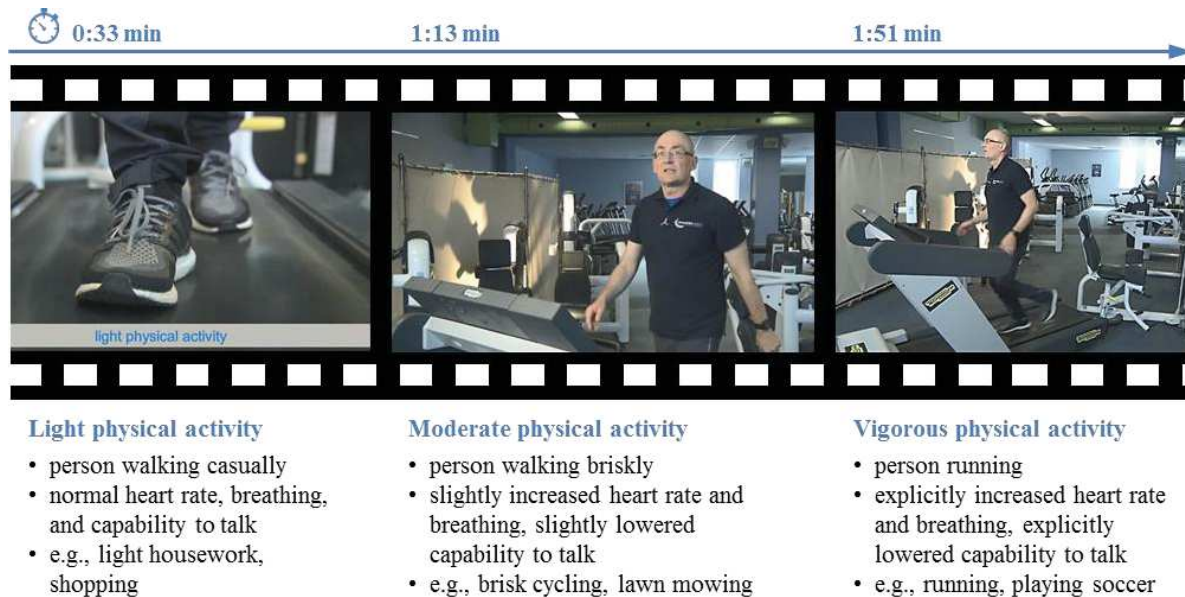 0:33 min
1:13 min
1:51 min
light physical activity
Light physical activity
• person walking casually
• normal heart rate, breathing,
and capability to talk
• e.g., light housework,
shopping
Moderate physical activity
• person walking briskly
• slightly increased heart rate and
breathing, slightly lowered
capability to talk
• e.g., brisk cycling, lawn mowing
Vigorous physical activity
• person running
• explicitly increased heart rate
and breathing, explicitly
lowered capability to talk
• e.g., running, playing soccer